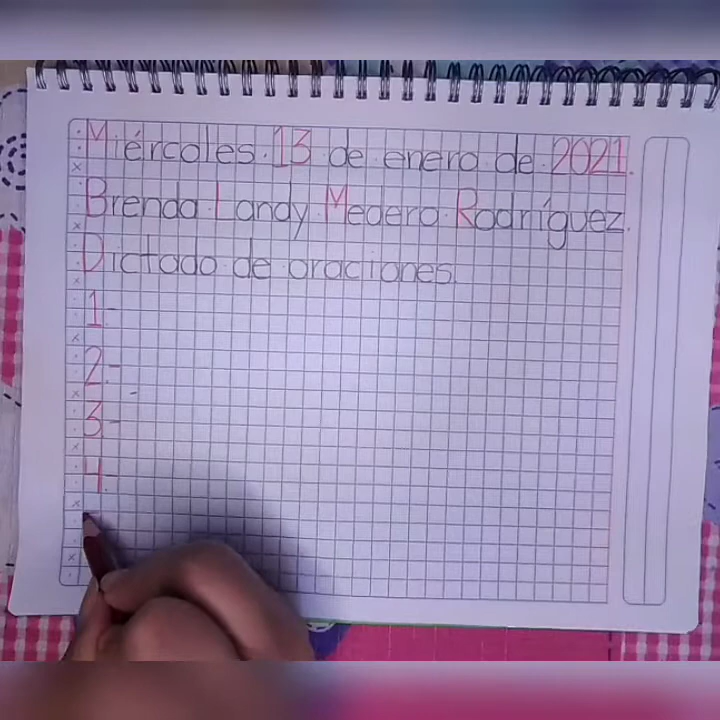 Miércoles 13 de enero de 2021.
Brenda Landy Medero Rodríguez.
Dictado de oraciones.
1.-
2.-
3.-
4.